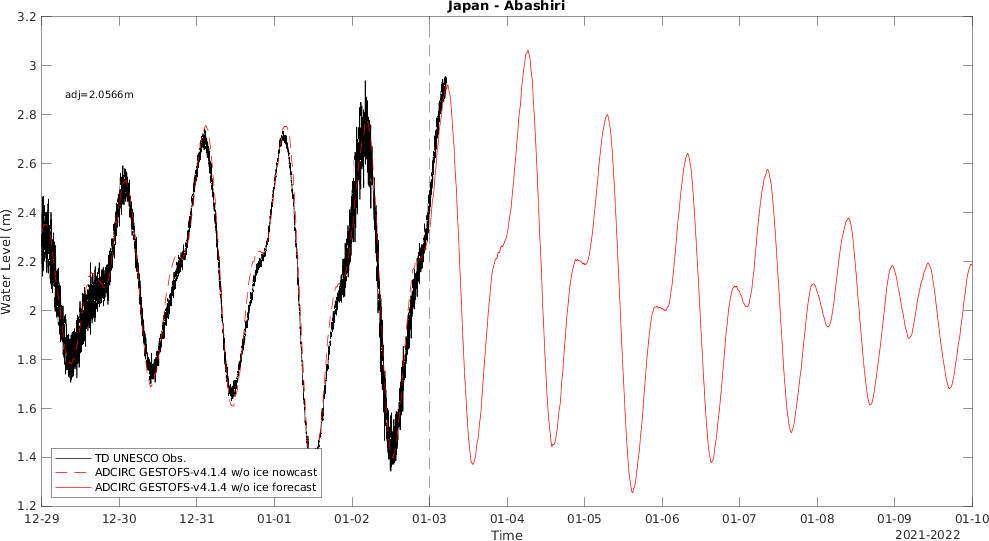 Japan - Abashiri
3.2
3
2.8
2.6
2.4
2.2
2
1.8
1.6
1.4
1.2
Water Level (m)
adj=2.0566m
TD UNESCO Obs.
ADCIRC GESTOFS-v4.1.4 w/o ice nowcast
ADCIRC GESTOFS-v4.1.4 w/o ice forecast
12-29 12-30 12-31 01-01 01-02 01-03 01-04 01-05 01-06 01-07 01-08 01-09 01-10
Time
2021-2022